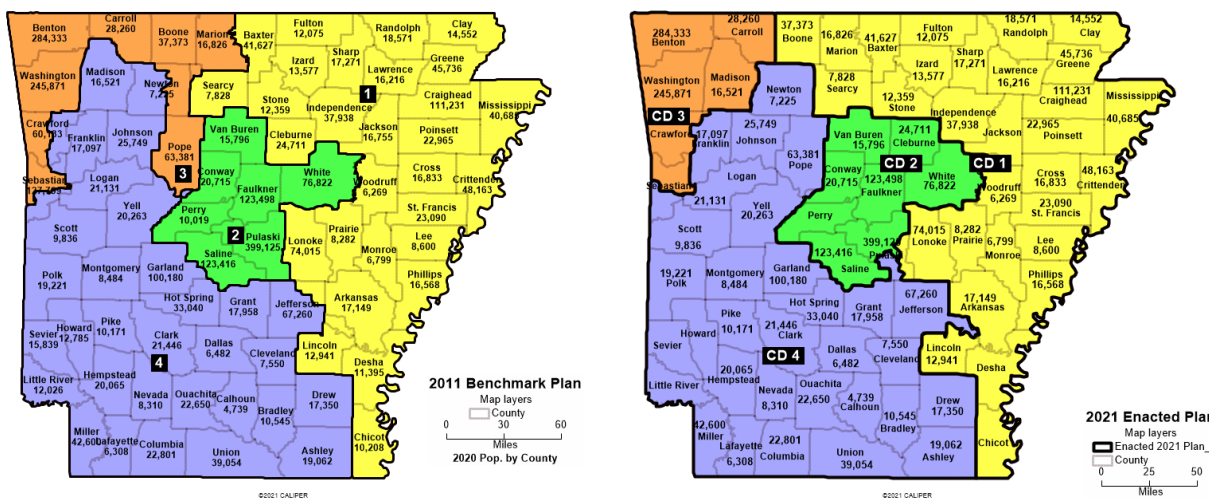 Benton
284,333
Carroll
28,260
Boone
37,373
Marion
16,826
Baxter
41,627
Fulton
12,075
Randolph
18,571
Clay
14,552
Sharp
17,271
Izard
13,577
Lawrence
16,216
Greene
45,736
Washington
245,871
Madison
16,521
Newton
7,225
Searcy
7,828
Stone
12,359
1
Independence
37,938
Craighead
111,231
Mississippi
40,685
Crawford
60,133
Franklin
17,097
Johnson
25,749
Pope
63,381
3
Van Buren
15,796
Cleburne
24,711
Jackson
16,755
Poinsett
22,965
Sebastian
127,799
Logan
21,131
Conway
20,715
Faulkner
123,498
White
76,822
Woodruff
6,269
Cross
16,833
Crittenden
48,163
Yell
20,263
Perry
10,019
St. Francis
23,090
Scott
9,836
2
Pulaski
399,125
Saline
123,416
Lonoke
74,015
Prairie
8,282
Monroe
6,799
Lee
8,600
Phillips
16,568
Polk
19,221
Montgomery
8,484
Garland
100,180
Hot Spring
33,040
Grant
17,958
Jefferson
67,260
Arkansas
17,149
Sevier
15,839
Howard
12,785
Pike
10,171
Clark
21,446
4
Dallas
6,482
Cleveland
7,550
Lincoln
12,941
Desha
11,395
Little River
12,026
Hempstead
20,065
Nevada
8,310
Ouachita
22,650
Calhoun
4,739
Bradley
10,545
Drew
17,350
Miller
42,600
Lafayette
6,308
Columbia
22,801
Union
39,054
Ashley
19,062
Chicot
10,208
2011 Benchmark Plan
Map layers
County
0 30 60
Miles
2020 Pop. by County
©2021 CALIPER
284,333
Benton
28,260
Carroll
37,373
Boone
16,826
Marion
41,627
Baxter
Fulton
12,075
18,571
Randolph
14,552
Clay
Sharp
17,271
Izard
13,577
Lawrence
16,216
45,736
Greene
Washington
245,871
Madison
16,521
Newton
7,225
7,828
Searcy
12,359
Stone
Independence
37,938
111,231
Craighead
Mississippi
40,685
CD 3
Crawford
17,097
Franklin
25,749
Johnson
63,381
Pope
Van Buren
15,796
24,711
Cleburne
CD 2
CD 1
Jackson
22,965
Poinsett
Sebastian
Logan
21,131
Conway
20,715
123,498
Faulkner
White
76,822
Woodruff
6,269
Cross
16,833
48,163
Crittenden
Yell
20,263
Perry
23,090
St. Francis
Scott
9,836
399,125
Pulaski
123,416
Saline
74,015
Lonoke
8,282
Prairie
6,799
Monroe
Lee
8,600
Phillips
16,568
19,221
Polk
Montgomery
8,484
Garland
100,180
Hot Spring
33,040
Grant
17,958
67,260
Jefferson
17,149
Arkansas
Sevier
Howard
Pike
10,171
21,446
Clark
CD 4
Dallas
6,482
7,550
Cleveland
Lincoln
12,941
Desha
Little River
20,065
Hempstead
Nevada
8,310
Ouachita
22,650
4,739
Calhoun
10,545
Bradley
Drew
17,350
42,600
Miller
Lafayette
6,308
22,801
Columbia
Union
39,054
19,062
Ashley
Chicot
2021 Enacted Plan
Map layers
Enacted 2021 Plan_
County
0 25 50
Miles
©2021 CALIPER